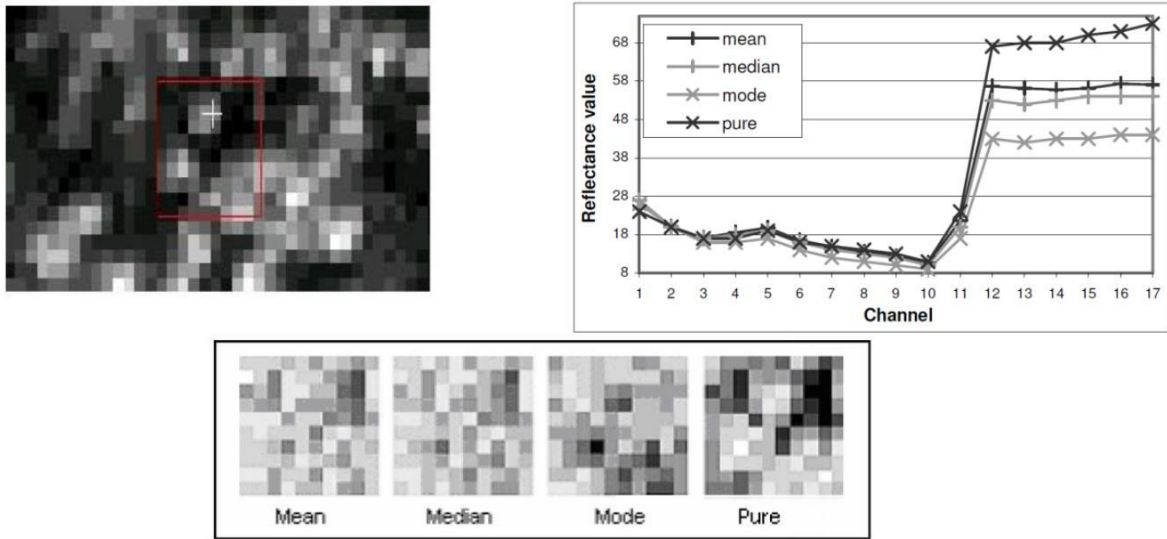 68
58
48
38
28
18
8
Reflectance value
mean
median
mode
pure
1 2 3 4 5 6 7 8 9 10 11 12 13 14 15 16 17
Channel
Mean Median Mode Pure